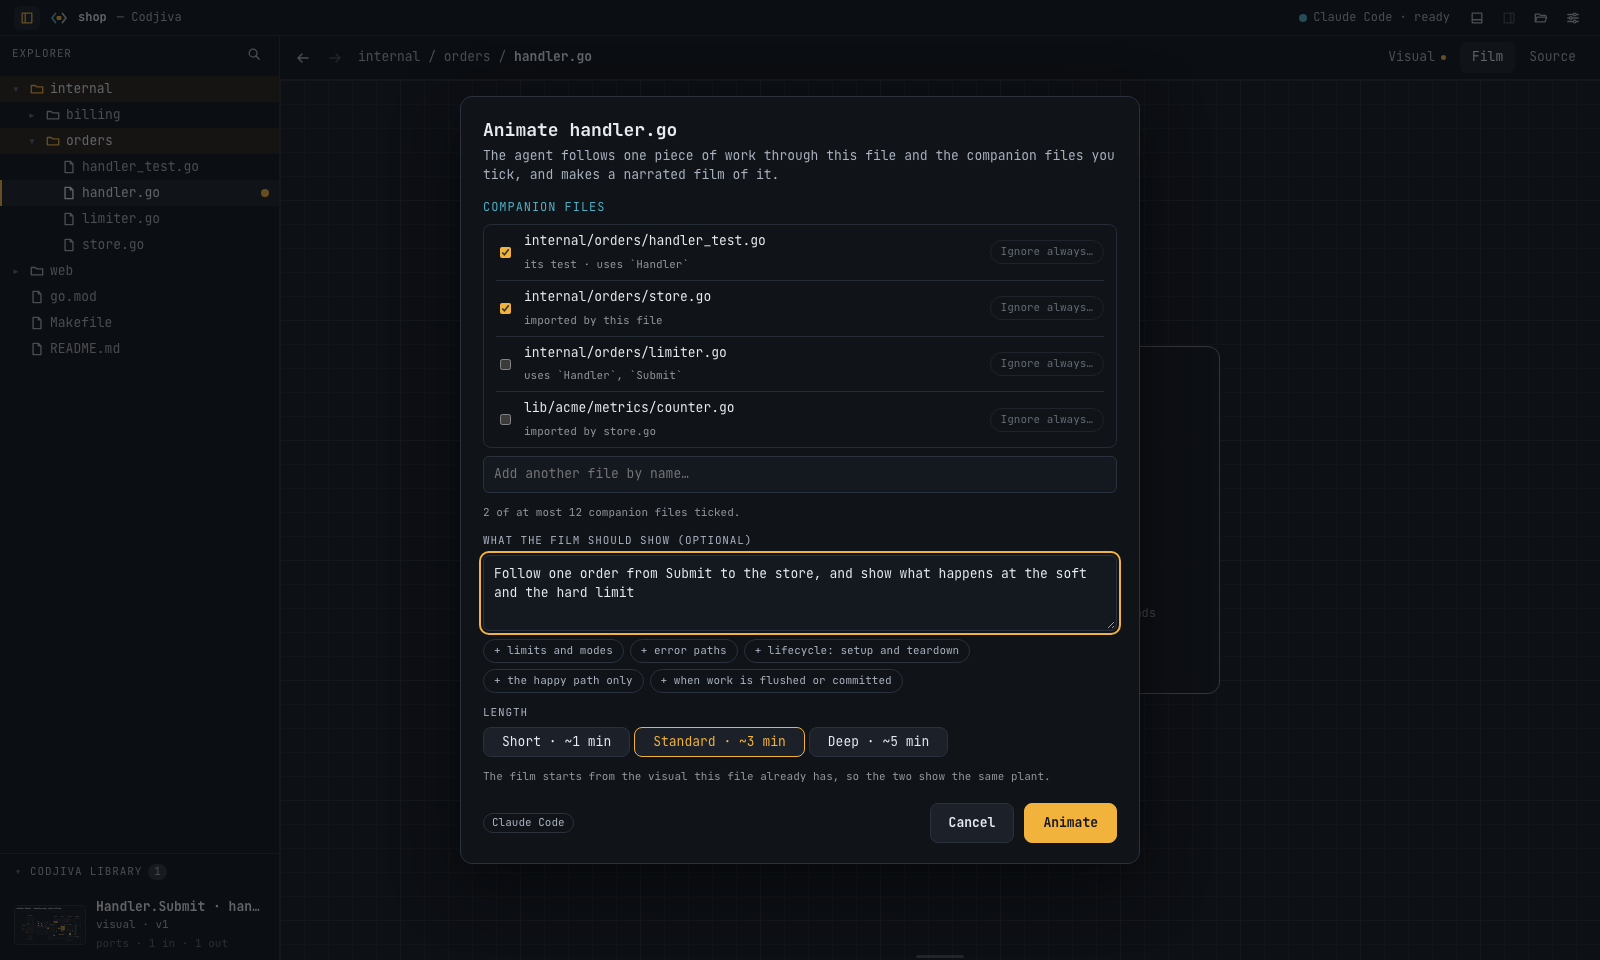 shop — Codjiva
Claude Code · ready
EXPLORER
internal / orders / handler.go
Visual
Film
Source
internal
billing
orders
handler_test.go
handler.go
limiter.go
store.go
web
go.mod
Makefile
README.md
Animate handler.go
The agent follows one piece of work through this file and the companion files you
tick, and makes a narrated film of it.
COMPANION FILES
internal/orders/handler_test.go
its test · uses `Handler`
Ignore always…
internal/orders/store.go
imported by this file
Ignore always…
internal/orders/limiter.go
uses `Handler`, `Submit`
Ignore always…
lib/acme/metrics/counter.go
imported by store.go
Ignore always…
Add another file by name…
2 of at most 12 companion files ticked.
WHAT THE FILM SHOULD SHOW (OPTIONAL)
Follow one order from Submit to the store, and show what happens at the soft
and the hard limit
+ limits and modes
+ error paths
+ lifecycle: setup and teardown
+ the happy path only
+ when work is flushed or committed
LENGTH
Short · ~1 min
Standard · ~3 min
Deep · ~5 min
The film starts from the visual this file already has, so the two show the same plant.
Claude Code
Cancel
Animate
CODJIVA LIBRARY 1
Handler.Submit · han…
visual · v1
ports · 1 in · 1 out